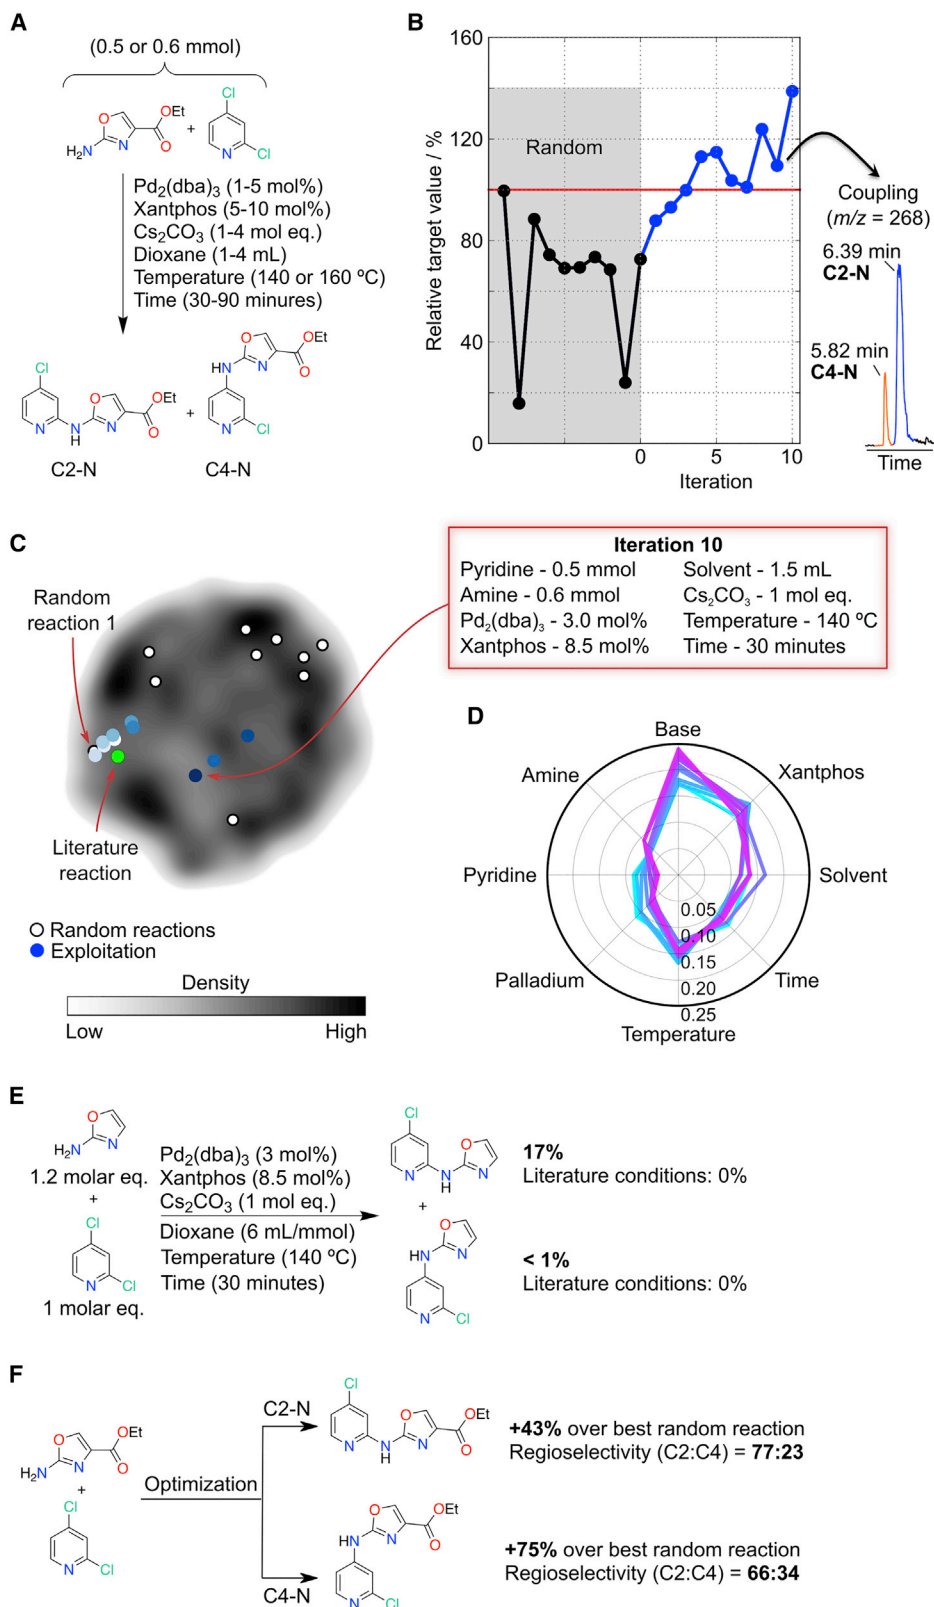 A
(0.5 or 0.6 mmol)
O
OEt
H₂N
N
O
+
Cl
N
Cl
Pd₂(dba)₃ (1-5 mol%)
Xantphos (5-10 mol%)
Cs₂CO₃ (1-4 mol eq.)
Dioxane (1-4 mL)
Temperature (140 or 160 ºC)
Time (30-90 minures)
Cl
N
N
H
O
N
OEt
O
C2-N
+
O
OEt
HN
N
O
N
Cl
C4-N
B
Relative target value / %
160
120
80
40
0
Random
0
5
10
Iteration
Coupling
(m/z = 268)
6.39 min
C2-N
5.82 min
C4-N
Time
C
Random
reaction 1
Literature
reaction
Random reactions
Exploitation
Density
Low
High
Iteration 10
Pyridine - 0.5 mmol
Solvent - 1.5 mL
Amine - 0.6 mmol
Cs₂CO₃ - 1 mol eq.
Pd₂(dba)₃ - 3.0 mol%
Temperature - 140 ºC
Xantphos - 8.5 mol%
Time - 30 minutes
D
Base
Xantphos
Solvent
Time
Temperature
Palladium
Pyridine
Amine
0.05
0.10
0.15
0.20
0.25
E
O
H₂N
N
1.2 molar eq.
+
Cl
N
Cl
1 molar eq.
Pd₂(dba)₃ (3 mol%)
Xantphos (8.5 mol%)
Cs₂CO₃ (1 mol eq.)
Dioxane (6 mL/mmol)
Temperature (140 ºC)
Time (30 minutes)
Cl
O
N
N
H
N
17%
Literature conditions: 0%
+
O
HN
N
N
Cl
< 1%
Literature conditions: 0%
F
OEt
O
O
H₂N
N
+
Cl
N
Cl
Optimization
C2-N
Cl
O
OEt
N
N
H
N
O
+43% over best random reaction
Regioselectivity (C2:C4) = 77:23
C4-N
OEt
O
O
HN
N
N
Cl
+75% over best random reaction
Regioselectivity (C2:C4) = 66:34